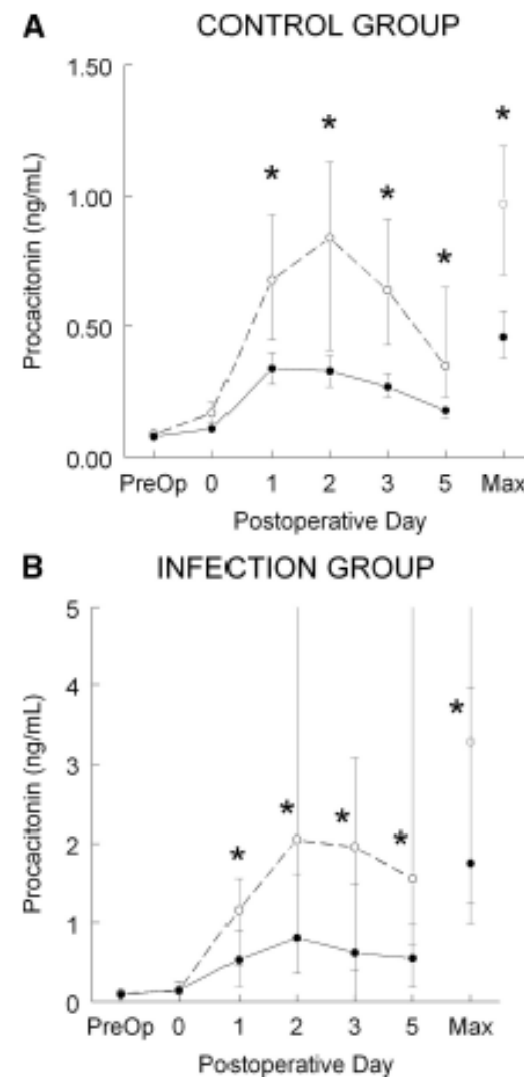 A CONTROL GROUP
1.50
1.00
0.50
0.00
Procacitonin (ng/mL)
*
*
*
*
*
PreOp 0 1 2 3 5 Max
Postoperative Day
B INFECTION GROUP
5
4
3
2
1
0
Procacitonin (ng/mL)
*
*
*
*
*
PreOp 0 1 2 3 5 Max
Postoperative Day